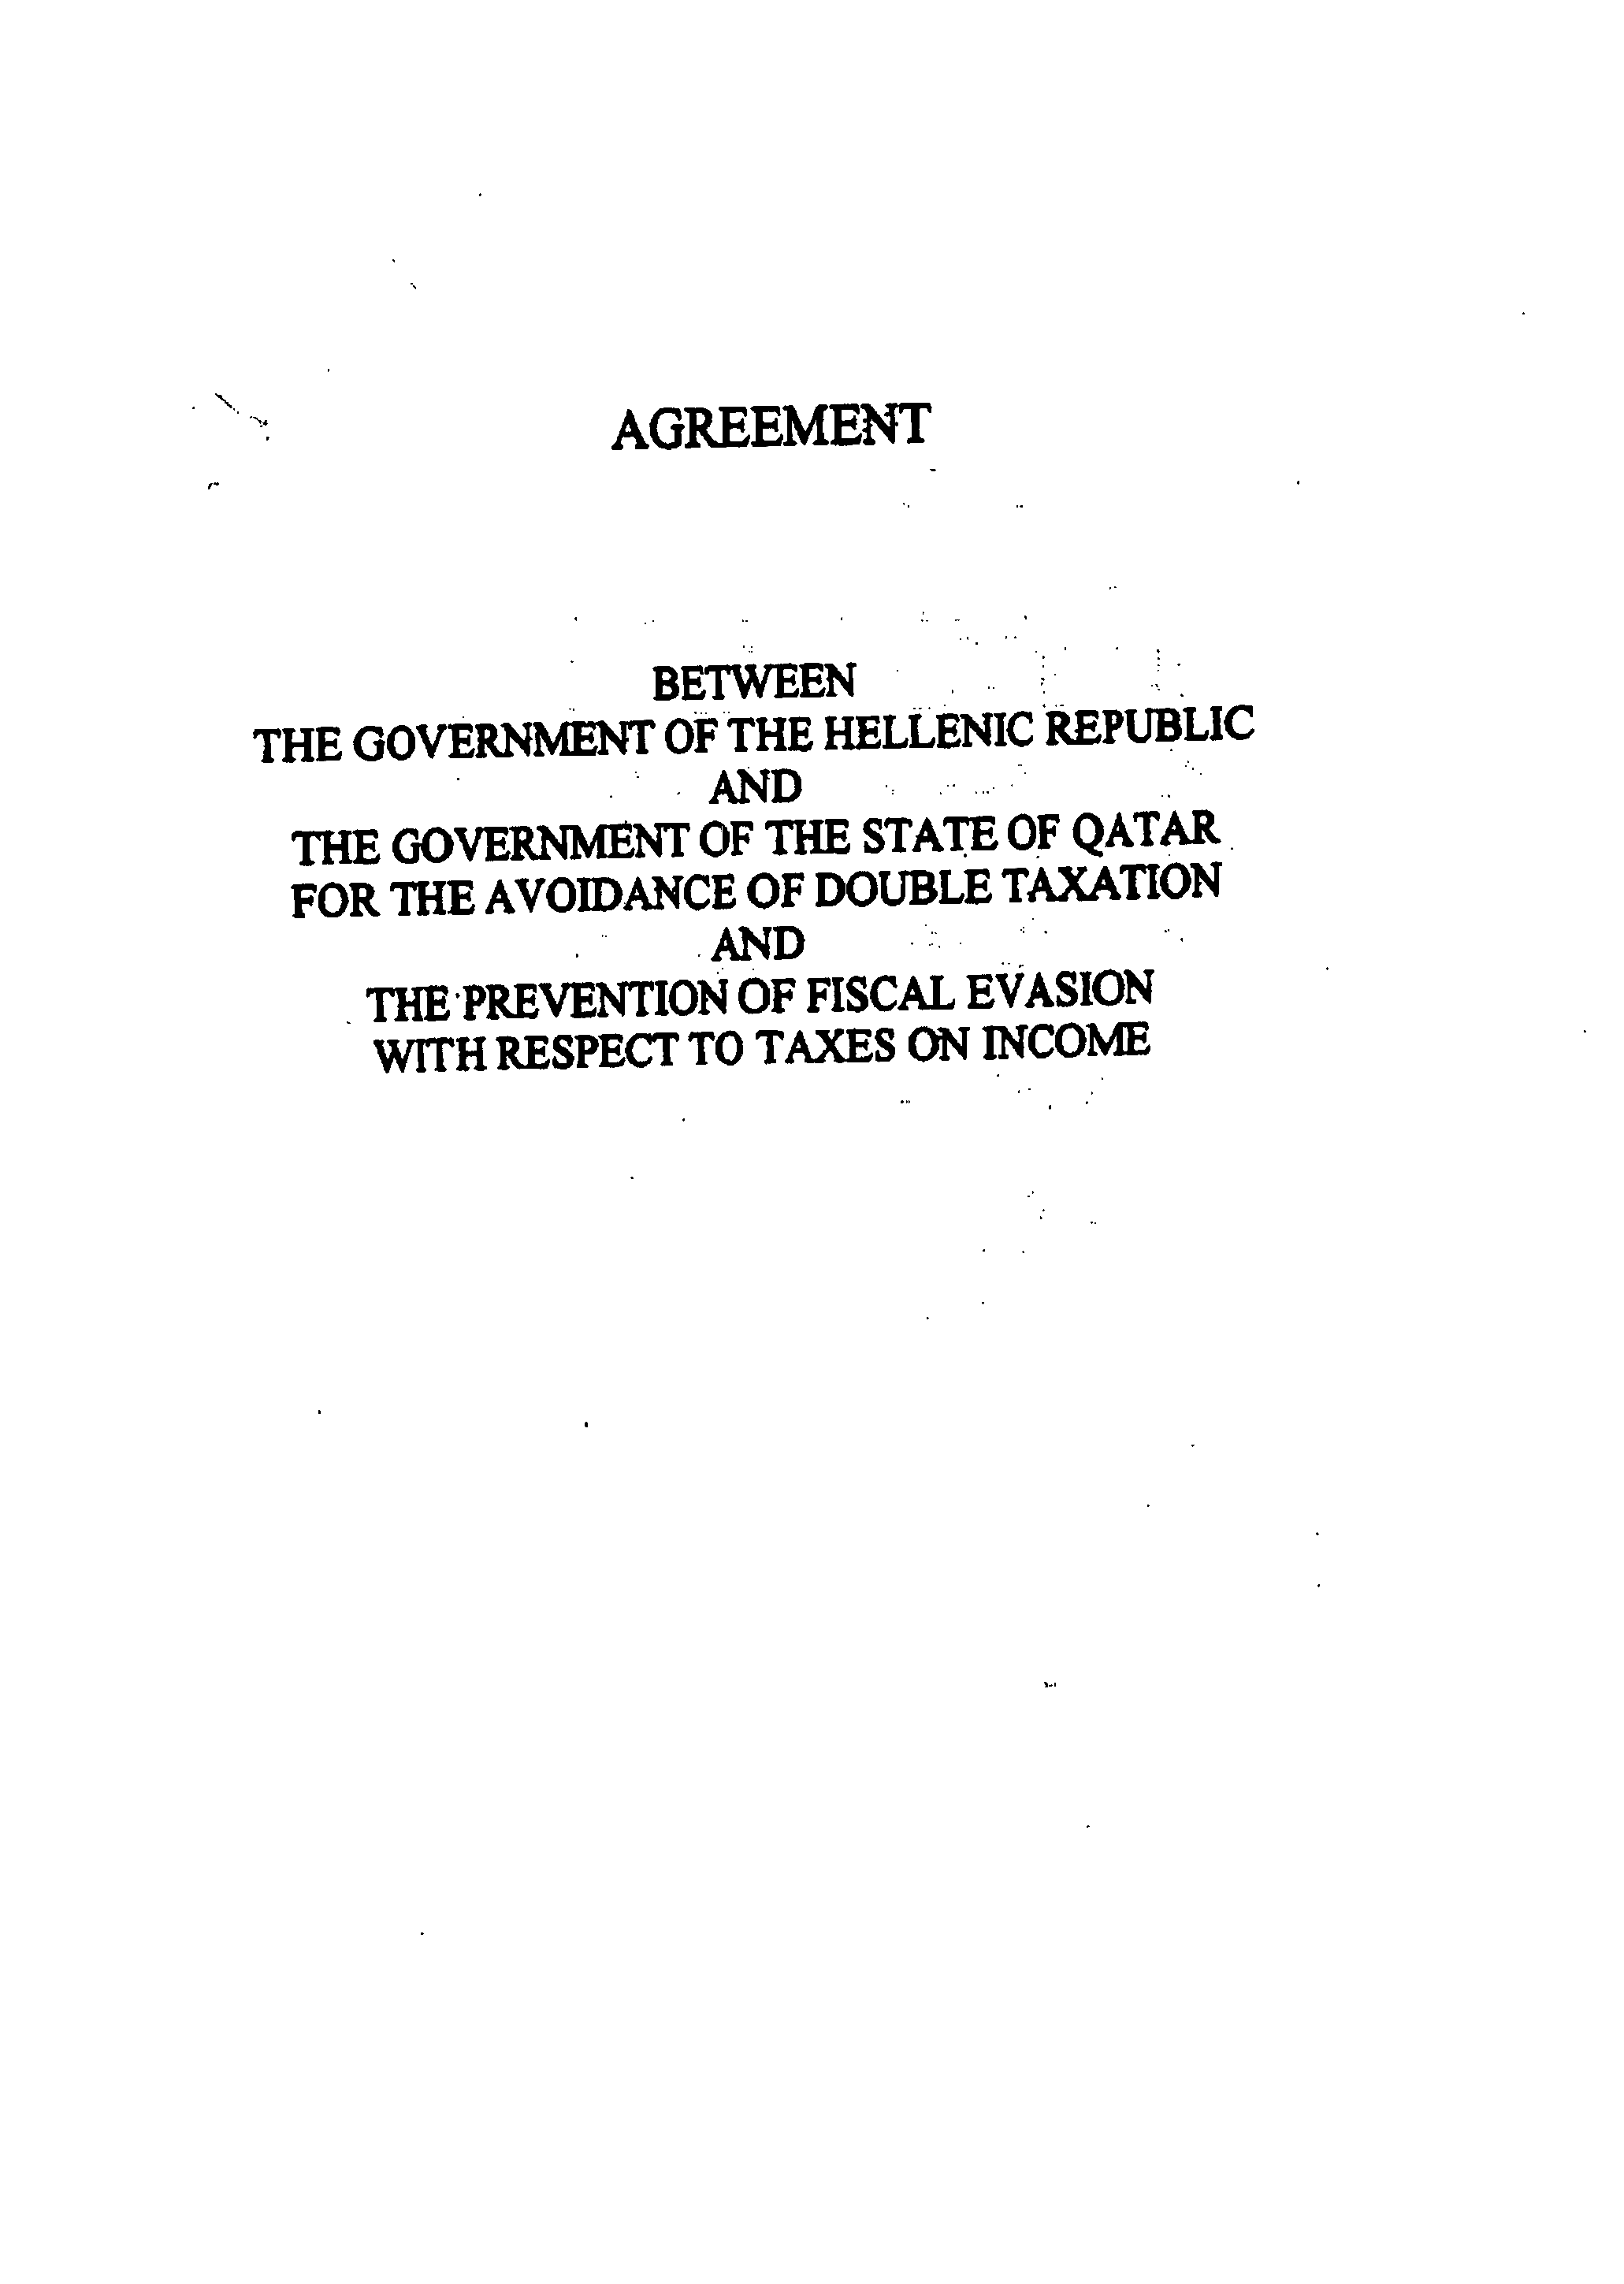 AGREEMENT
BETWEEN
THE GOVERNMENT OF THE HELLENIC REPUBLIC
AND
THE GOVERNMENT OF THE STATE OF QATAR
FOR THE AVOIDANCE OF DOUBLE TAXATION
AND
THE PREVENTION OF FISCAL EVASION
WITH RESPECT TO TAXES ON INCOME